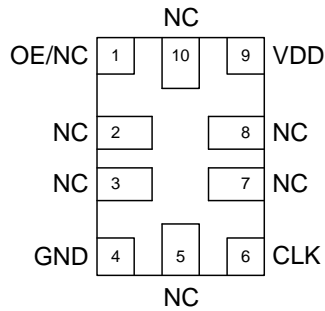 NC
OE/NC 1 10 9 VDD
NC 2 8 NC
NC 3 7 NC
GND 4 5 6 CLK
NC